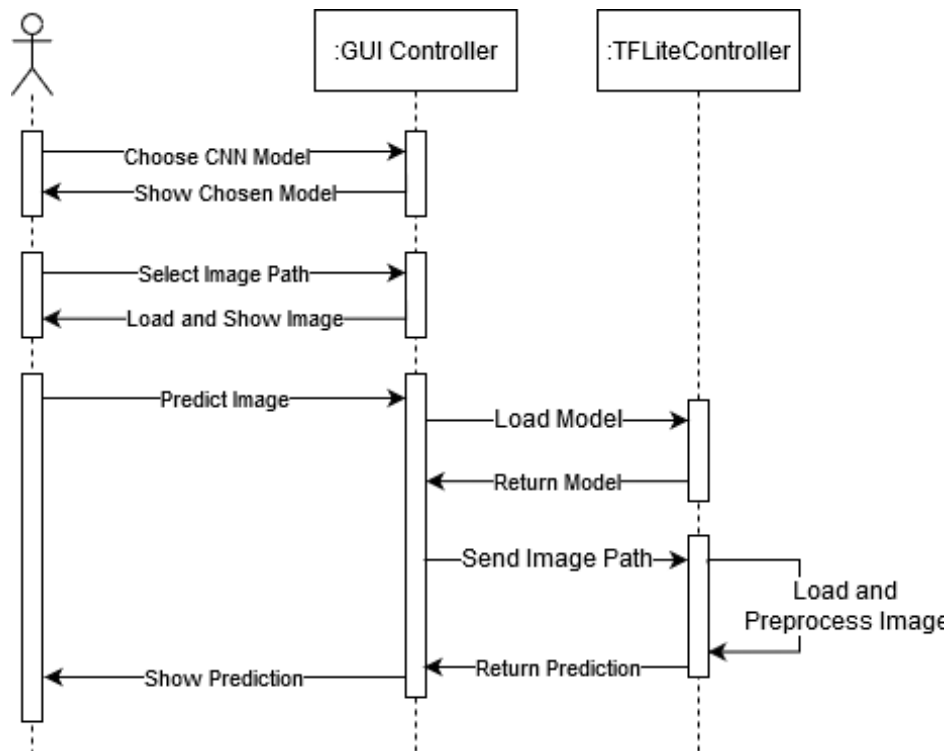 :GUI Controller
:TFLiteController
Choose CNN Model
Show Chosen Model
Select Image Path
Load and Show Image
Predict Image
Load Model
Return Model
Send Image Path
Load and
Preprocess Image
Return Prediction
Show Prediction